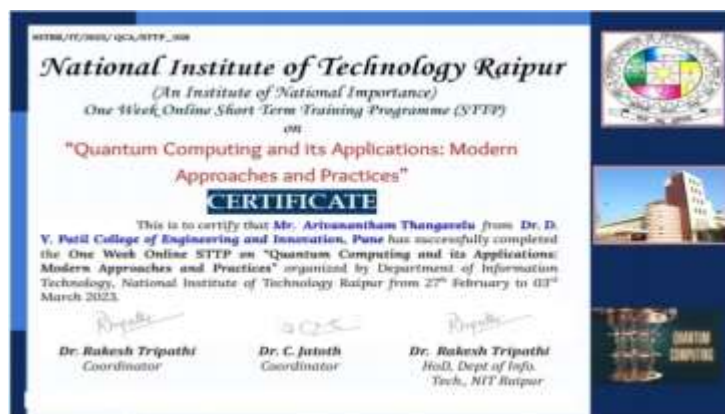 National Institute of Technology Raipur
(An Institute of National Importance)
One Week Online Short Term Training Programme (STTP)
on
"Quantum Computing and its Applications: Modern
Approaches and Practices"
CERTIFICATE
This is to certify that Mr. Arivanantham Thangavelu from Dr. D.
Y. Patil College of Engineering and Innovation, Pune has successfully completed
the One Week Online STTP on "Quantum Computing and its Applications:
Modern Approaches and Practices" organized by Department of Information
Technology, National Institute of Technology Raipur from 27th February to 03rd
March 2023.
Dr. Rakesh Tripathi
Coordinator
Dr. C. Jatoth
Coordinator
Dr. Rakesh Tripathi
HoD, Dept of Info.
Tech., NIT Raipur
QUANTUM
COMPUTING